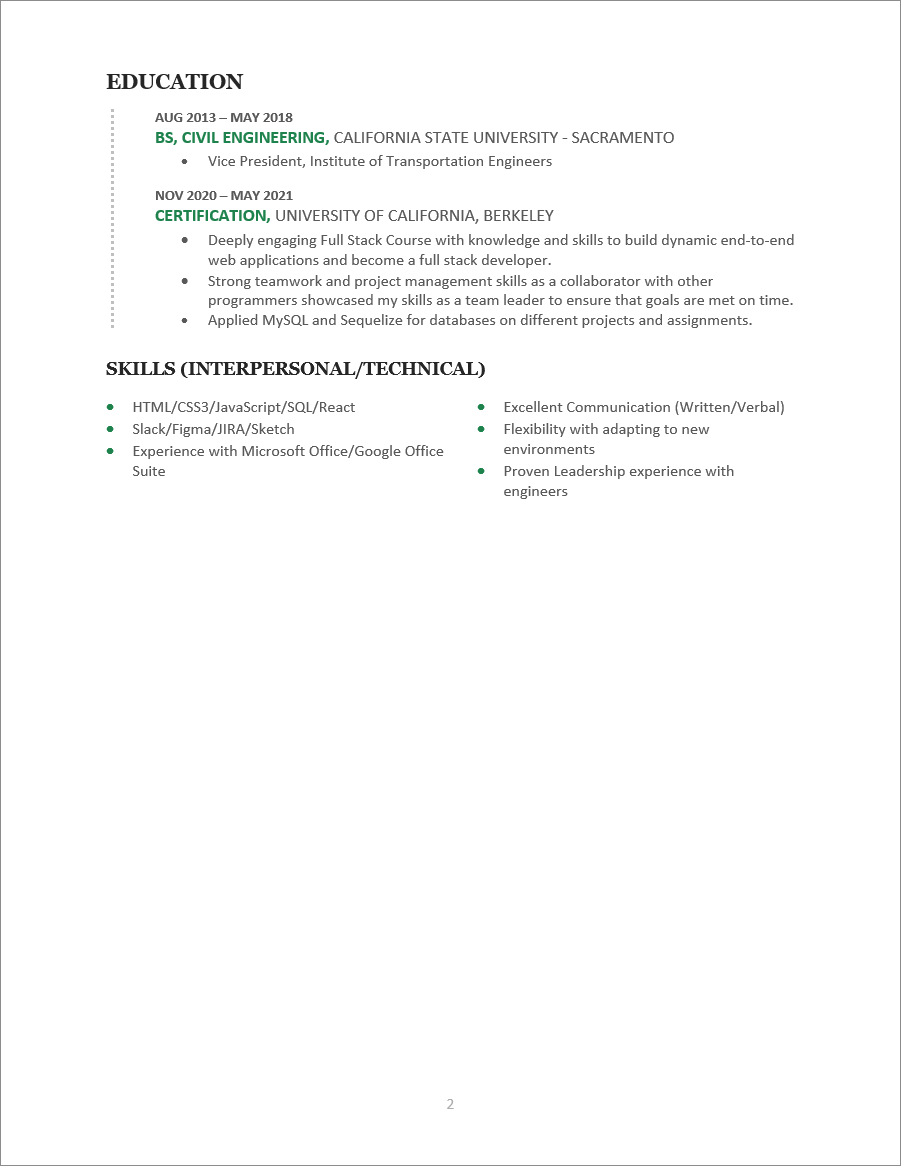 EDUCATION
AUG 2013 – MAY 2018
BS, CIVIL ENGINEERING, CALIFORNIA STATE UNIVERSITY - SACRAMENTO
• Vice President, Institute of Transportation Engineers
NOV 2020 – MAY 2021
CERTIFICATION, UNIVERSITY OF CALIFORNIA, BERKELEY
• Deeply engaging Full Stack Course with knowledge and skills to build dynamic end-to-end
web applications and become a full stack developer.
• Strong teamwork and project management skills as a collaborator with other
programmers showcased my skills as a team leader to ensure that goals are met on time.
• Applied MySQL and Sequelize for databases on different projects and assignments.
SKILLS (INTERPERSONAL/TECHNICAL)
• HTML/CSS3/JavaScript/SQL/React
• Slack/Figma/JIRA/Sketch
• Experience with Microsoft Office/Google Office
Suite
• Excellent Communication (Written/Verbal)
• Flexibility with adapting to new
environments
• Proven Leadership experience with
engineers
2